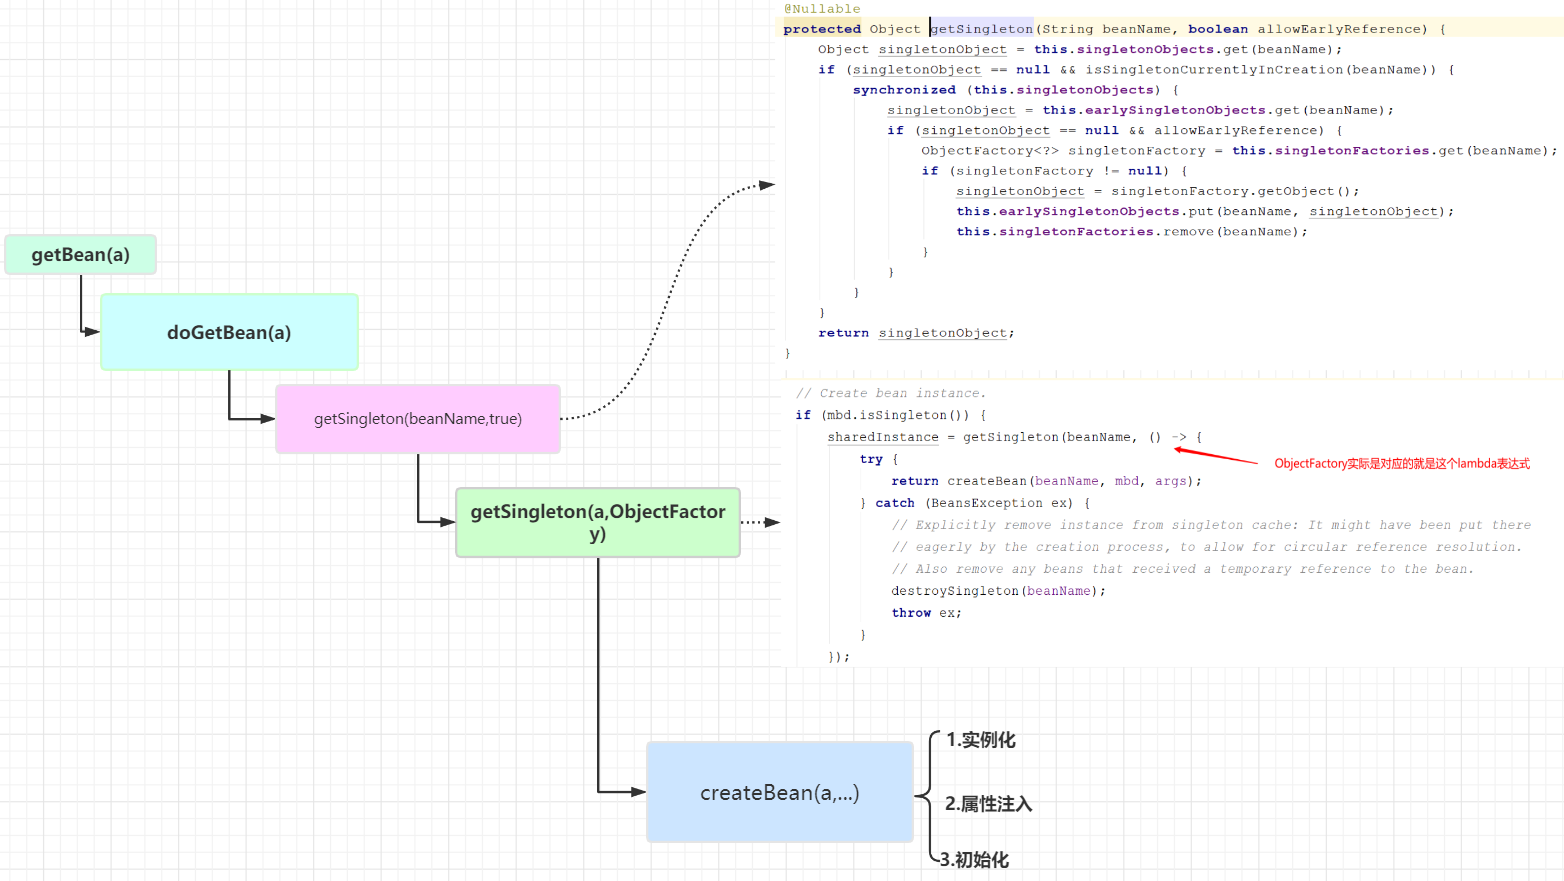 @Nullable
protected Object getSingleton(String beanName, boolean allowEarlyReference) {
Object singletonObject = this.singletonObjects.get(beanName);
if (singletonObject == null && isSingletonCurrentlyInCreation(beanName)) {
synchronized (this.singletonObjects) {
singletonObject = this.earlySingletonObjects.get(beanName);
if (singletonObject == null && allowEarlyReference) {
ObjectFactory<?> singletonFactory = this.singletonFactories.get(beanName);
if (singletonFactory != null) {
singletonObject = singletonFactory.getObject();
this.earlySingletonObjects.put(beanName, singletonObject);
this.singletonFactories.remove(beanName);
}
}
}
}
return singletonObject;
}
getBean(a)
doGetBean(a)
getSingleton(beanName,true)
getSingleton(a,ObjectFactor
y)
// Create bean instance.
if (mbd.isSingleton()) {
sharedInstance = getSingleton(beanName, () -> {
try {
return createBean(beanName, mbd, args);
} catch (BeansException ex) {
// Explicitly remove instance from singleton cache: It might have been put there
// eagerly by the creation process, to allow for circular reference resolution.
// Also remove any beans that received a temporary reference to the bean.
destroySingleton(beanName);
throw ex;
}
});
ObjectFactory实际是对应的就是这个lambda表达式
createBean(a,...)
1.实例化
2.属性注入
3.初始化